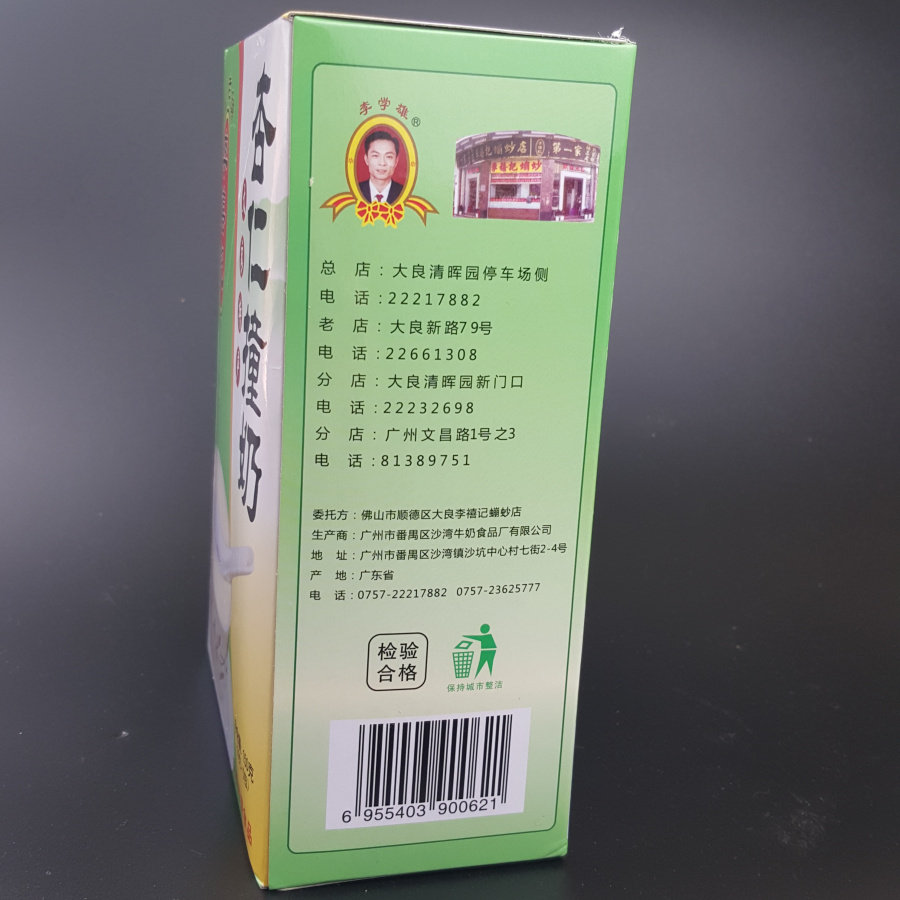 杏仁撞奶
李学雄®
李禧记蹦砂
总 店：大良清晖园停车场侧
电 话：22217882
老 店：大良新路79号
电 话：22661308
分 店：大良清晖园新门口
电 话：22232698
分 店：广州文昌路1号之3
电 话：81389751
委托方：佛山市顺德区大良李禧记蹦砂店
生产商：广州市番禺区沙湾牛奶食品厂有限公司
地 址：广州市番禺区沙湾镇沙坑中心村七街2-4号
产 地：广东省
电 话：0757-22217882 0757-23625777
检验
合格
保持城市整洁
6 955403 900621